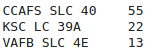 CCAFS SLC 40 55
KSC LC 39A 22
VAFB SLC 4E 13